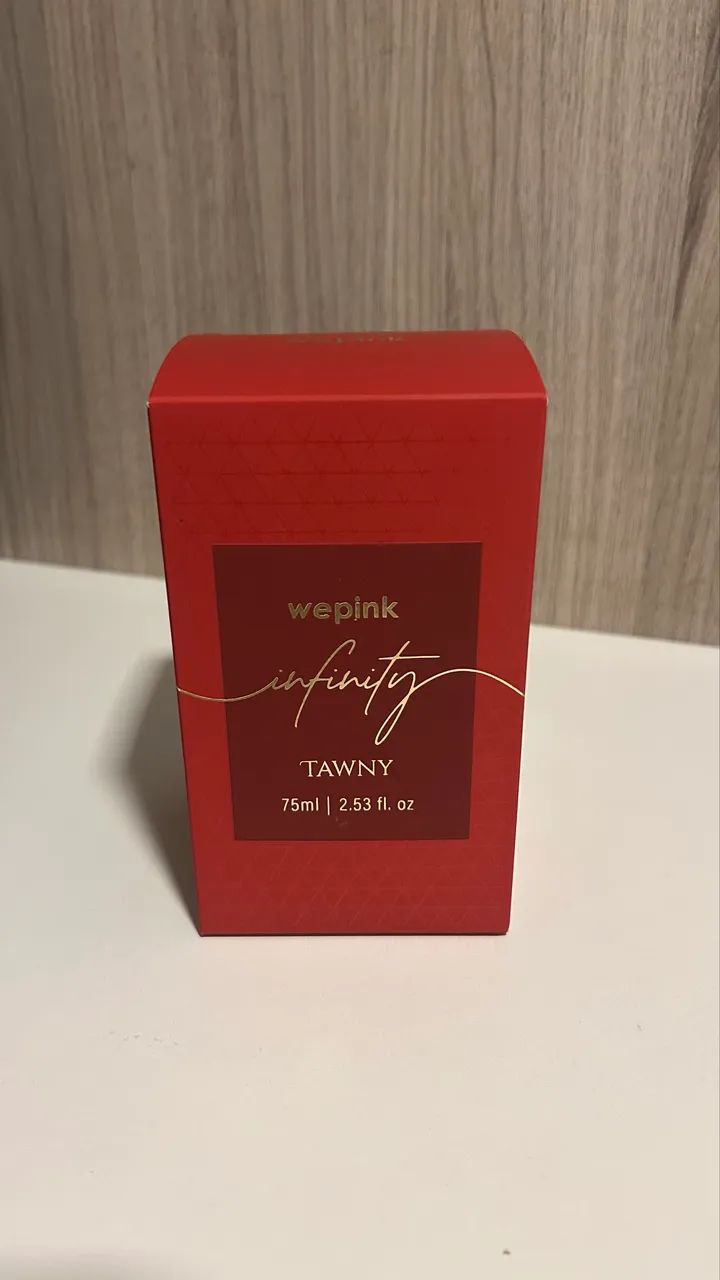 wepink
infinity
TAWNY
75ml | 2.53 fl. oz